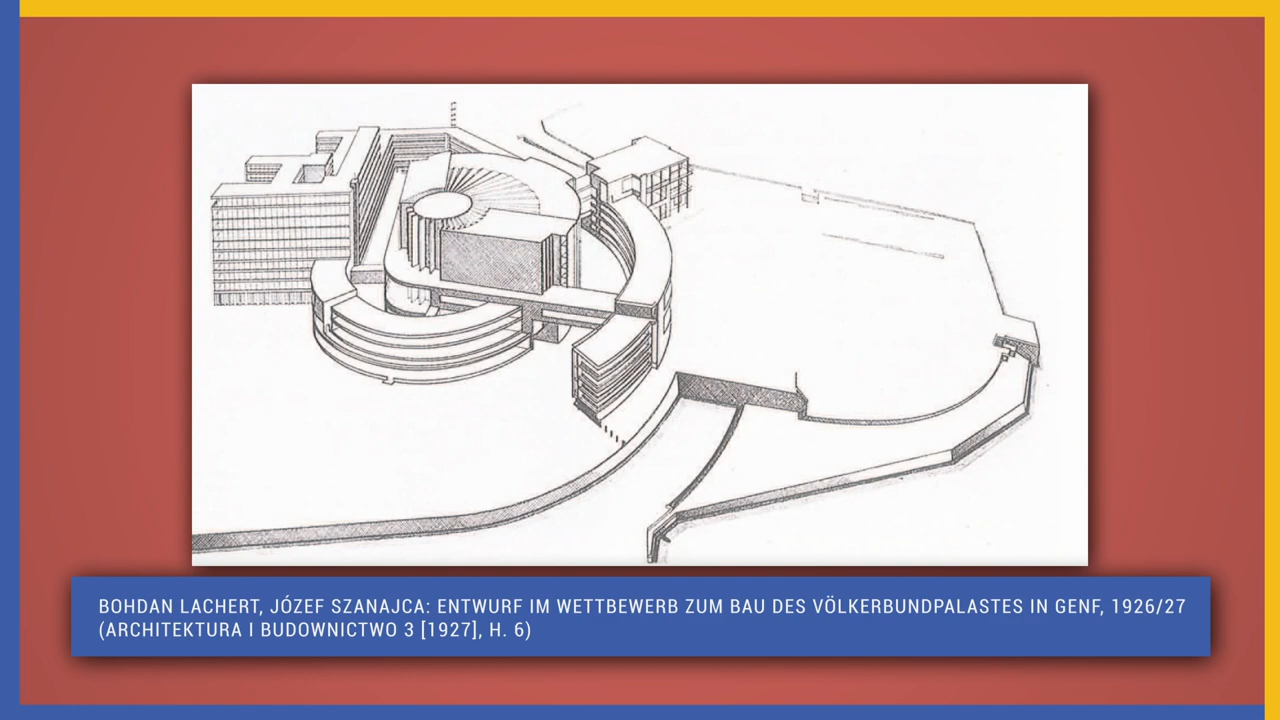 BOHDAN LACHERT, JÓZEF SZANAJCA: ENTWURF IM WETTBEWERB ZUM BAU DES VÖLKERBUNDPALASTES IN GENF, 1926/27
(ARCHITEKTURA I BUDOWNICTWO 3 [1927], H. 6)